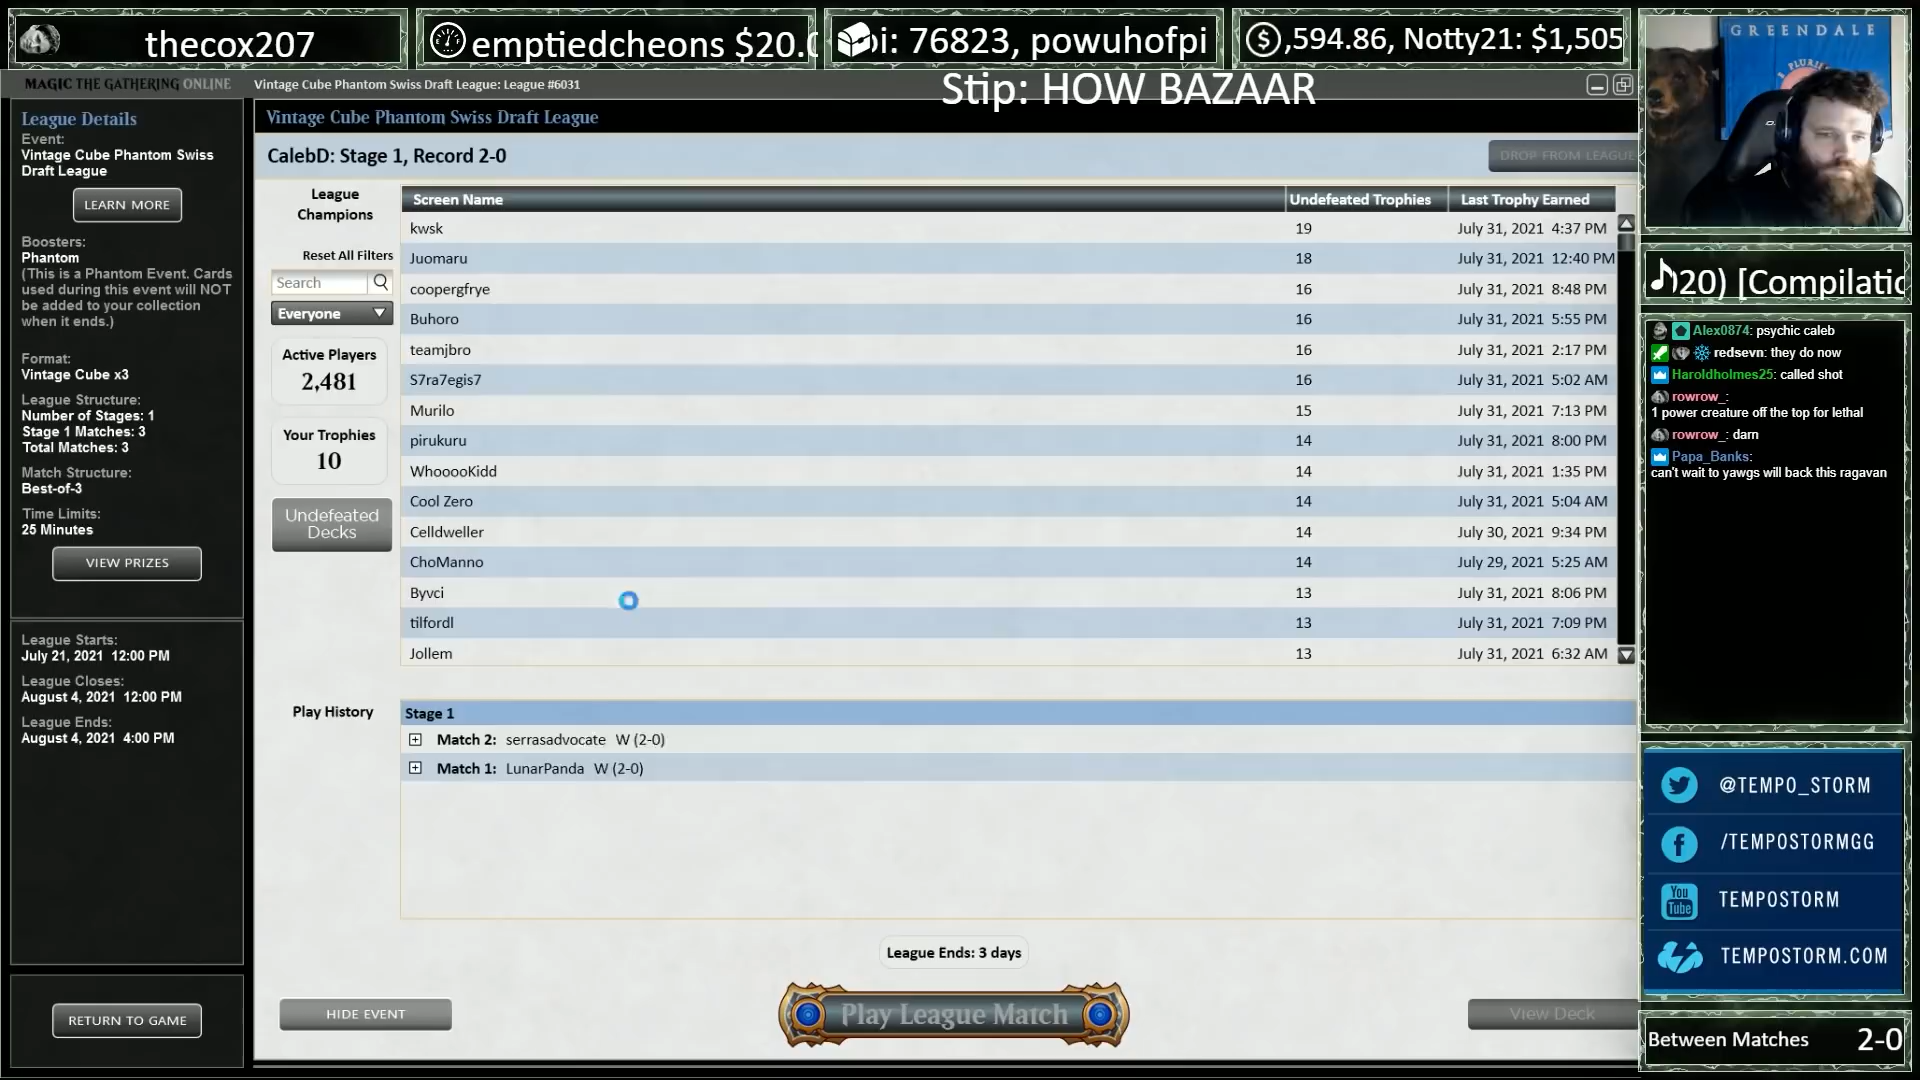 thecox207
emptiedcheons $20.0
i: 76823, powuhofpi
,594.86, Notty21: $1,505
MAGIC THE GATHERING ONLINE
Vintage Cube Phantom Swiss Draft League: League #6031
Stip: HOW BAZAAR
GREENDALE
League Details
Event:
Vintage Cube Phantom Swiss
Draft League
LEARN MORE
Boosters:
Phantom
(This is a Phantom Event. Cards
used during this event will NOT
be added to your collection
when it ends.)
Format:
Vintage Cube x3
League Structure:
Number of Stages: 1
Stage 1 Matches: 3
Total Matches: 3
Match Structure:
Best-of-3
Time Limits:
25 Minutes
VIEW PRIZES
League Starts:
July 21, 2021 12:00 PM
League Closes:
August 4, 2021 12:00 PM
League Ends:
August 4, 2021 4:00 PM
RETURN TO GAME
Vintage Cube Phantom Swiss Draft League
CalebD: Stage 1, Record 2-0
DROP FROM LEAGUE
League
Champions
Reset All Filters
Search
Everyone
Active Players
2,481
Your Trophies
10
Undefeated
Decks
Screen Name Undefeated Trophies Last Trophy Earned
kwsk 19 July 31, 2021 4:37 PM
Juomaru 18 July 31, 2021 12:40 PM
coopergfrye 16 July 31, 2021 8:48 PM
Buhoro 16 July 31, 2021 5:55 PM
teamjbro 16 July 31, 2021 2:17 PM
S7ra7egis7 16 July 31, 2021 5:02 AM
Murilo 15 July 31, 2021 7:13 PM
pirukuru 14 July 31, 2021 8:00 PM
WhooooKidd 14 July 31, 2021 1:35 PM
Cool Zero 14 July 31, 2021 5:04 AM
Celldweller 14 July 30, 2021 9:34 PM
ChoManno 14 July 29, 2021 5:25 AM
Byvci 13 July 31, 2021 8:06 PM
tilfordl 13 July 31, 2021 7:09 PM
Jollem 13 July 31, 2021 6:32 AM
Play History
Stage 1
Match 2: serrasadvocate W (2-0)
Match 1: LunarPanda W (2-0)
League Ends: 3 days
HIDE EVENT
Play League Match
View Deck
20) [Compilatio
Alex0874: psychic caleb
redsevn: they do now
Haroldholmes25: called shot
rowrow_:
1 power creature off the top for lethal
rowrow_: darn
Papa_Banks:
can't wait to yawgs will back this ragavan
@TEMPO_STORM
/TEMPOSTORMGG
You
Tube
TEMPOSTORM
TEMPOSTORM.COM
Between Matches 2-0